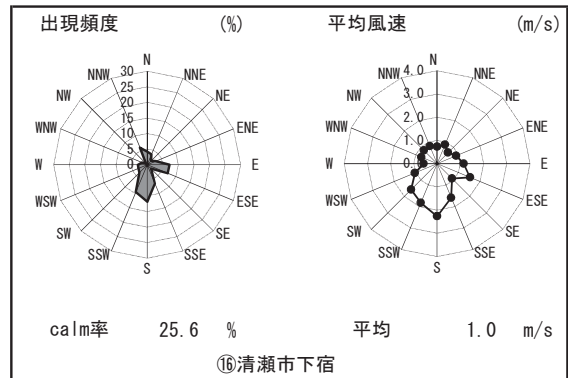 出現頻度 (%)
N
NNE
NE
ENE
E
ESE
SE
SSE
S
SSW
SW
WSW
W
WNW
NW
NNW
30
25
20
15
10
5
0
calm率 25.6 %
平均風速 (m/s)
N
NNE
NE
ENE
E
ESE
SE
SSE
S
SSW
SW
WSW
W
WNW
NW
NNW
4.0
3.0
2.0
1.0
0.0
平均 1.0 m/s
⑯清瀬市下宿